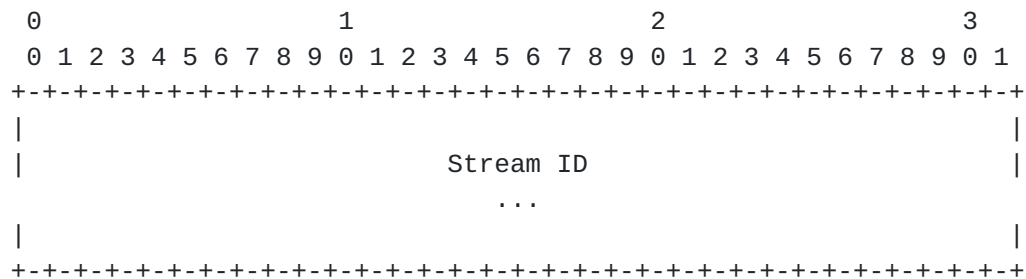 0                   1                   2                   3
 0 1 2 3 4 5 6 7 8 9 0 1 2 3 4 5 6 7 8 9 0 1 2 3 4 5 6 7 8 9 0 1
+-+-+-+-+-+-+-+-+-+-+-+-+-+-+-+-+-+-+-+-+-+-+-+-+-+-+-+-+-+-+-+-+
|                                                               |
|                           Stream ID                           |
                               ...
|                                                               |
+-+-+-+-+-+-+-+-+-+-+-+-+-+-+-+-+-+-+-+-+-+-+-+-+-+-+-+-+-+-+-+-+